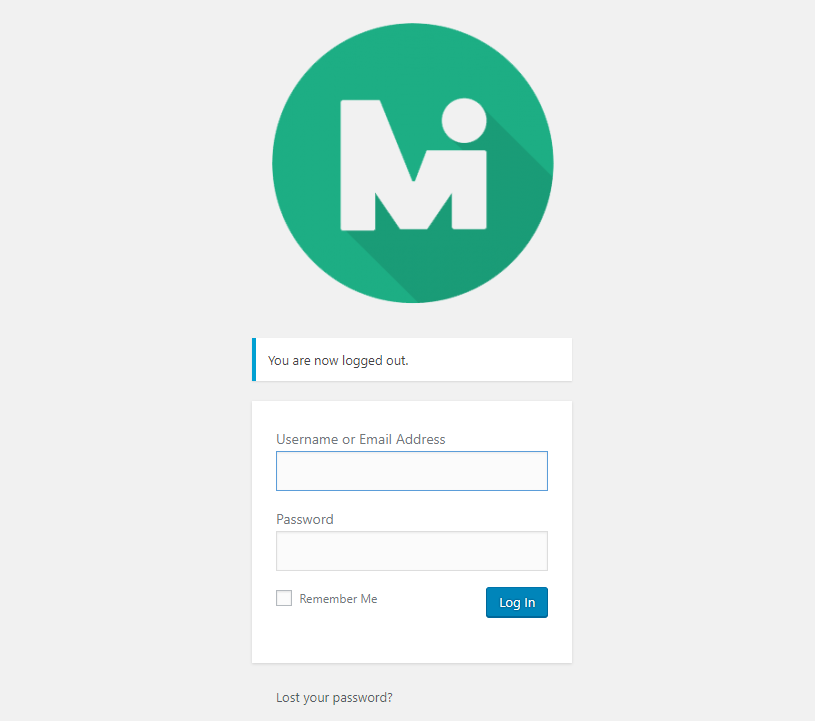 Mi
You are now logged out.
Username or Email Address
Password
Remember Me
Log In
Lost your password?